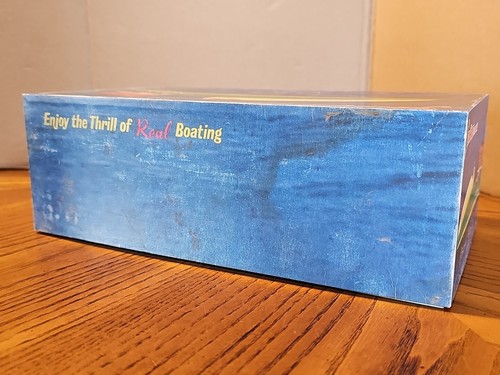 Enjoy the Thrill of Real Boating